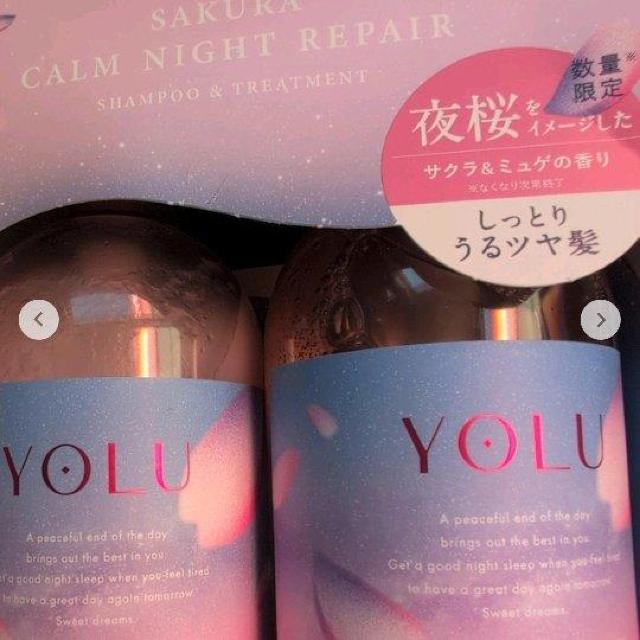 SAKURA
CALM NIGHT REPAIR
SHAMPOO & TREATMENT
数量※
限定
夜桜を
イメージした
サクラ&ミュゲの香り
※なくなり次第終了
しっとり
うるツヤ髪
YOLU
A peaceful end of the day
brings out the best in you.
Get a good night sleep when you feel tired
to have a great day again tomorrow.
Sweet dreams.
YOLU
A peaceful end of the day
brings out the best in you.
Get a good night sleep when you feel tired
to have a great day again tomorrow.
Sweet dreams.